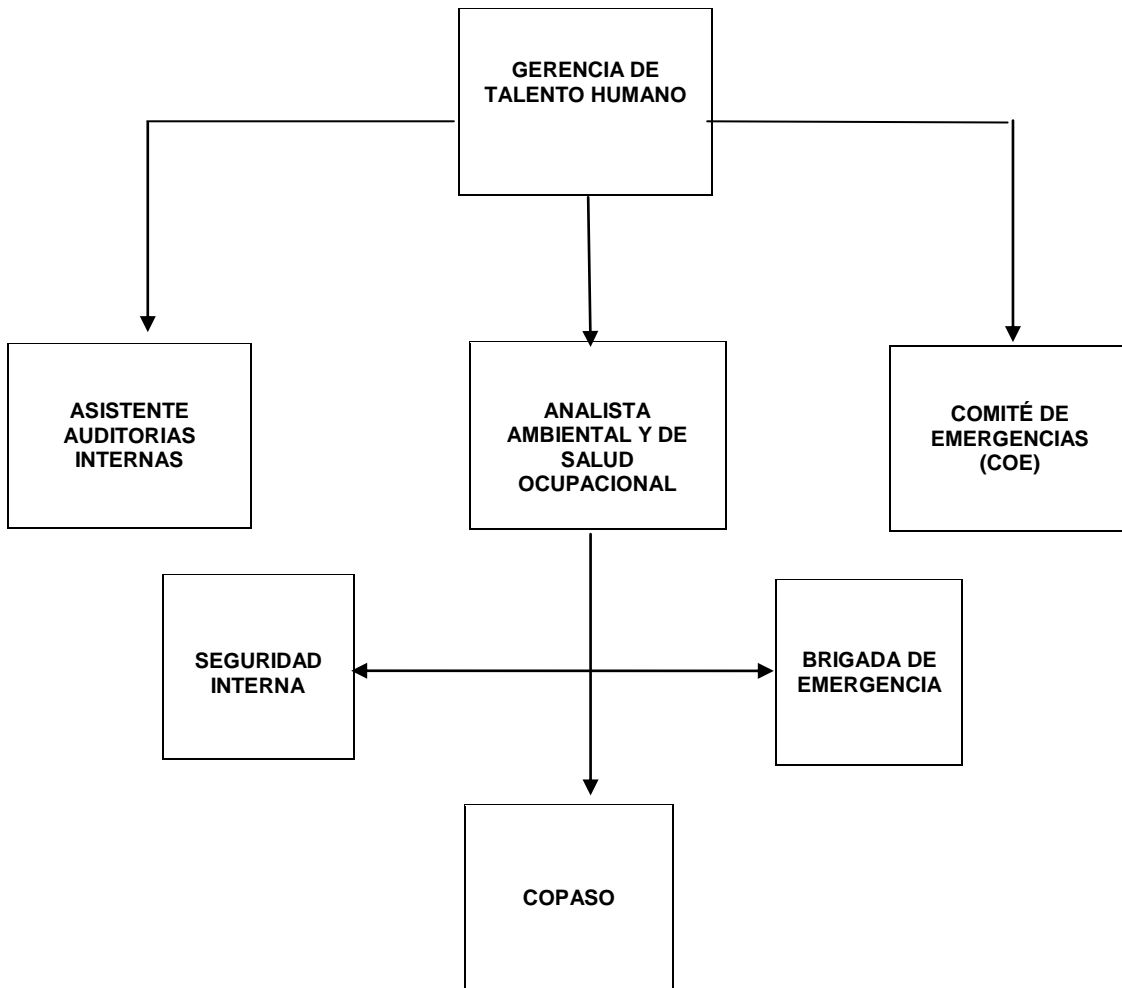 GERENCIA DE
TALENTO HUMANO
ASISTENTE
AUDITORIAS
INTERNAS
ANALISTA
AMBIENTAL Y DE
SALUD
OCUPACIONAL
COMITÉ DE
EMERGENCIAS
(COE)
SEGURIDAD
INTERNA
BRIGADA DE
EMERGENCIA
COPASO